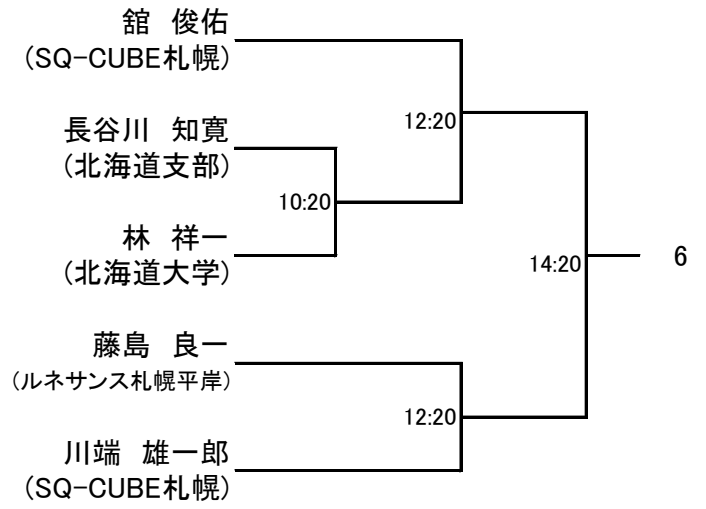 舘　俊佑
(SQ-CUBE札幌)
12:20
長谷川　知寛
(北海道支部)
10:20
林　祥一
(北海道大学)
14:20
6
藤島　良一
(ルネサンス札幌平岸)
12:20
川端　雄一郎
(SQ-CUBE札幌)